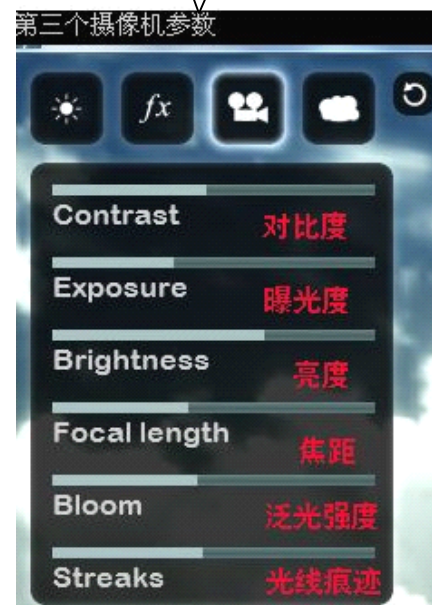 第三个摄像机参数
fx
Contrast 对比度
Exposure 曝光度
Brightness 亮度
Focal length 焦距
Bloom 泛光强度
Streaks 光线痕迹